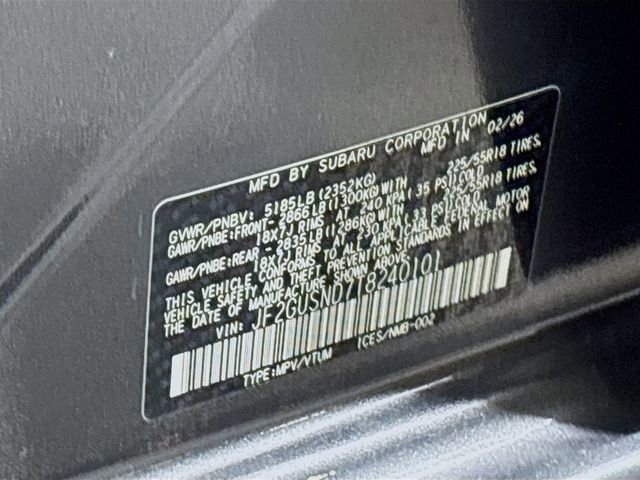 MFD BY SUBARU CORPORATION
MFD IN 02/26
GVWR/PNBV: 5185LB (2352KG)
GAWR/PNBE: FRONT- 2866LB (1300KG) WITH 225/55R18 TIRES,
18X7J RIMS AT 240 KPA (35 PSI) COLD
GAWR/PNBE: REAR - 2835LB (1286KG) WITH 225/55R18 TIRES,
18X7J RIMS AT 230 KPA (33 PSI) COLD
THIS VEHICLE CONFORMS TO ALL APPLICABLE FEDERAL MOTOR
VEHICLE SAFETY AND THEFT PREVENTION STANDARDS IN EFFECT ON
THE DATE OF MANUFACTURE SHOWN ABOVE.
VIN: JF2GUSND7T8240101
TYPE:MPV/VTUM ICES/NMB-002